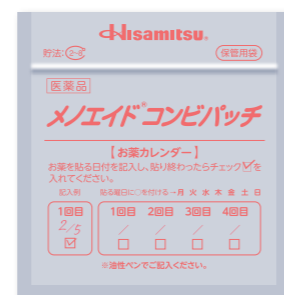 Hisamitsu®
貯法：2~8° 保管用袋
医薬品
メノエイド®コンビパッチ
【お薬カレンダー】
お薬を貼る日付を記入し、貼り終わったらチェック☑を
入れてください。
記入例 貼る曜日に○を付ける→月 火 水 木 金 土 日
1回目 1回目 2回目 3回目 4回目
2/5 / / / /
☑ □ □ □ □
※油性ペンでご記入ください。